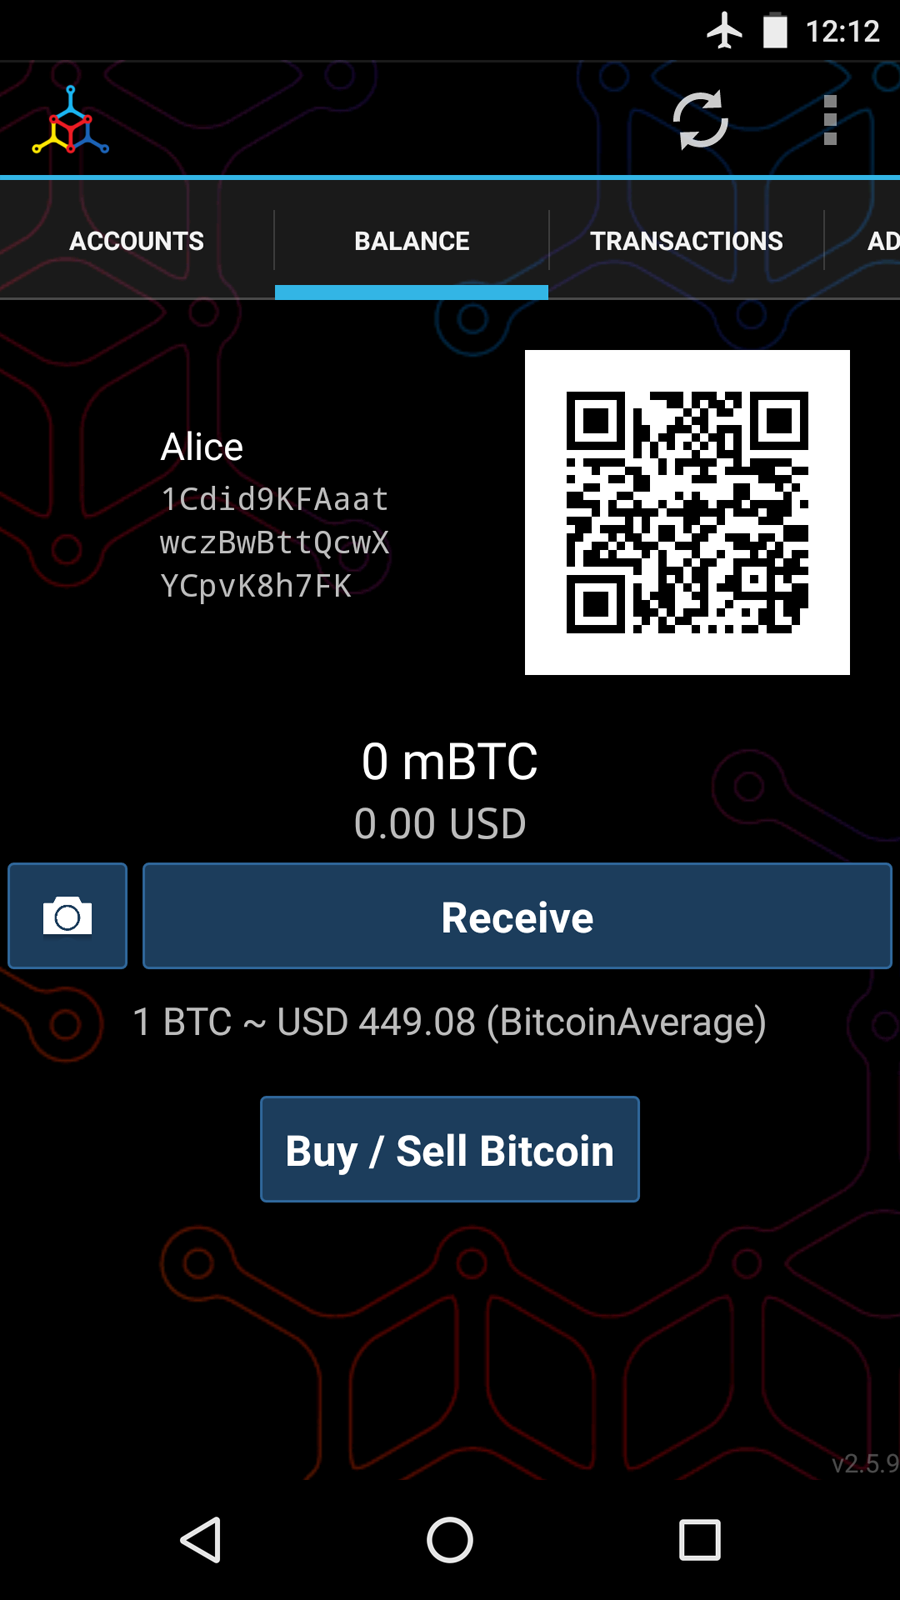 12:12
ACCOUNTS BALANCE TRANSACTIONS AD
Alice
1Cdid9KFAaat
wczBwBttQcwX
YCpvK8h7FK
0 mBTC
0.00 USD
Receive
1 BTC ~ USD 449.08 (BitcoinAverage)
Buy / Sell Bitcoin
v2.5.9